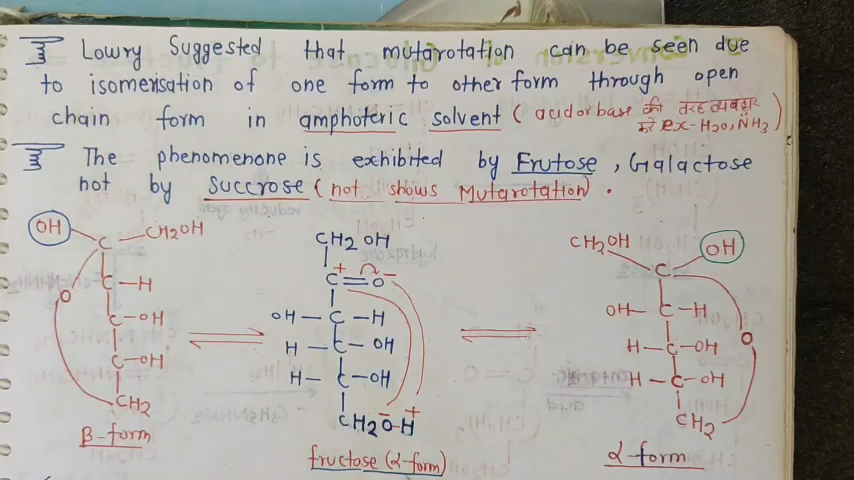 Lowry Suggested that mutarotation can be seen due
to isomerisation of one form to other form through open
chain form in amphoteric solvent ( acid or base की तरह व्यवहार
करे ex- H2O, NH3 )
The phenomenone is exhibited by Frutose, Galactose
not by Succrose (not shows Mutarotation).
OH
C
CH2OH
C-H
O
C-OH
C-OH
CH2
β-form
CH2 OH
C+=O-
OH-C-H
H-C-OH
H-C-OH
CH2O-H+
fructose (α-form)
CH2OH
OH
C
OH-C-H
O
H-C-OH
H-C-OH
CH2
α-form